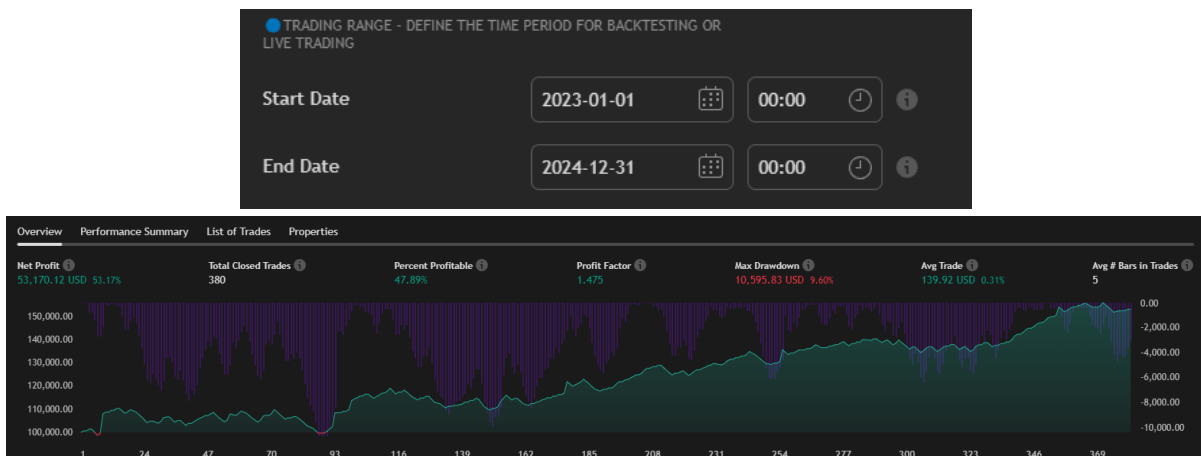 TRADING RANGE - DEFINE THE TIME PERIOD FOR BACKTESTING OR
LIVE TRADING
Start Date 2023-01-01 00:00
End Date 2024-12-31 00:00
Overview Performance Summary List of Trades Properties
Net Profit Total Closed Trades Percent Profitable Profit Factor Max Drawdown Avg Trade Avg # Bars in Trades
53,170.12 USD 53.17% 380 47.89% 1.475 10,595.83 USD 9.60% 139.92 USD 0.31% 5
150,000.00
140,000.00
130,000.00
120,000.00
110,000.00
100,000.00
0.00
-2,000.00
-4,000.00
-6,000.00
-8,000.00
-10,000.00
1 24 47 70 93 116 139 162 185 208 231 254 277 300 323 346 369